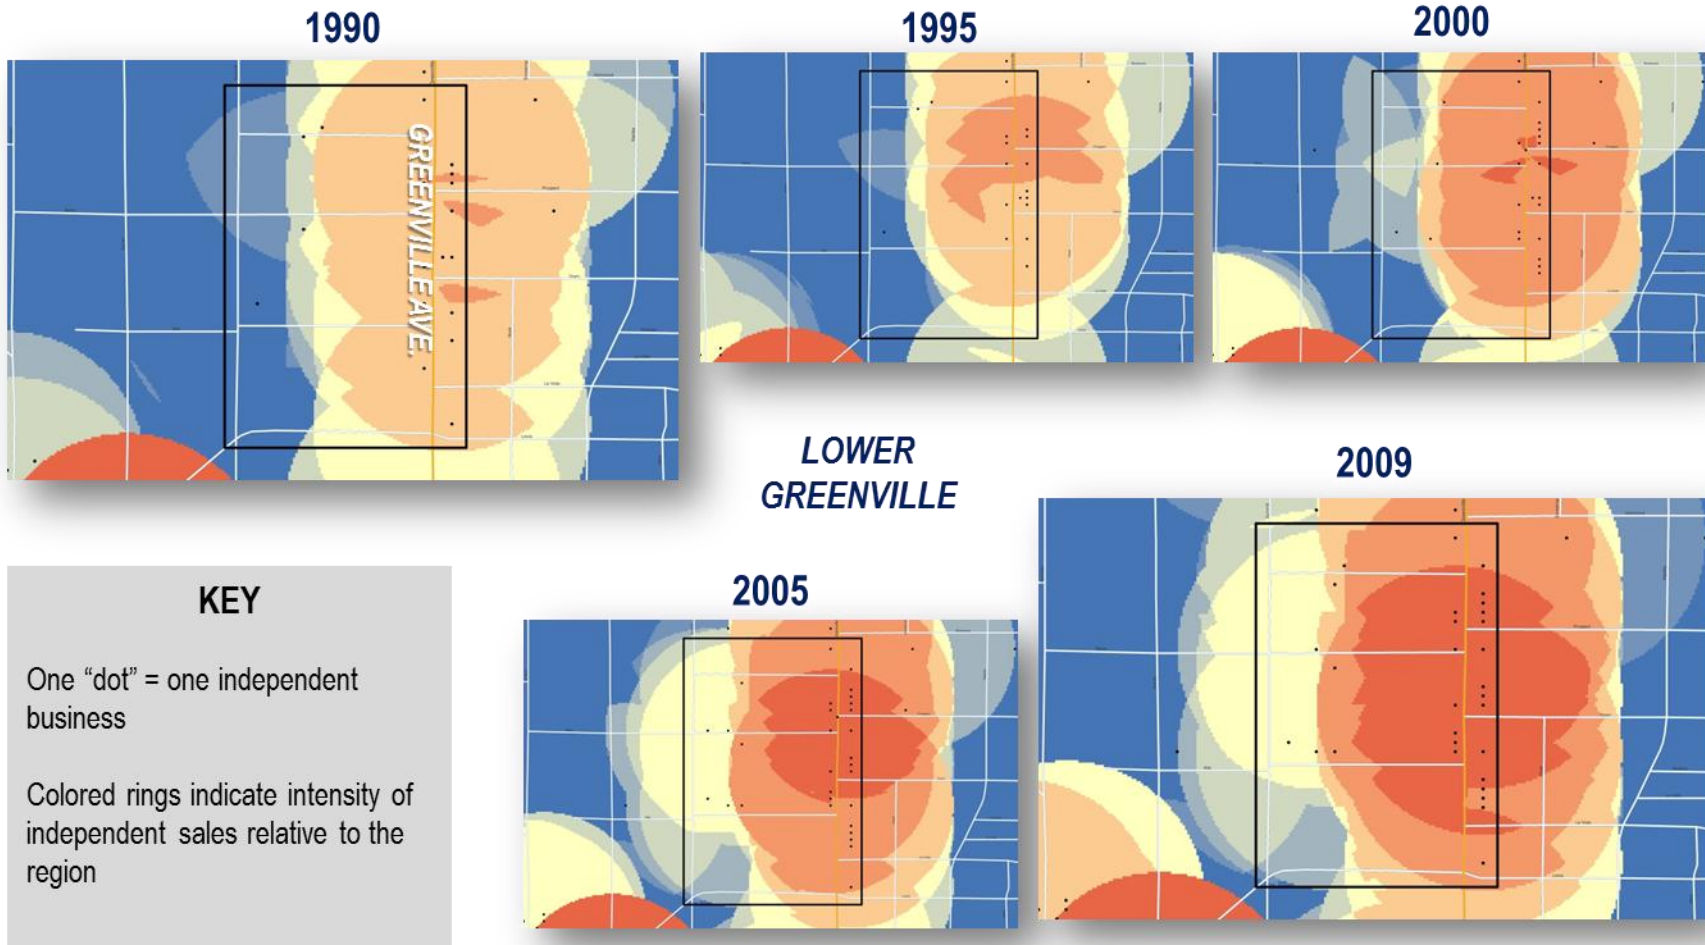 1990
1995
2000
GREENVILLE AVE.
LOWER
GREENVILLE
2009
2005
KEY
One “dot” = one independent
business
Colored rings indicate intensity of
independent sales relative to the
region